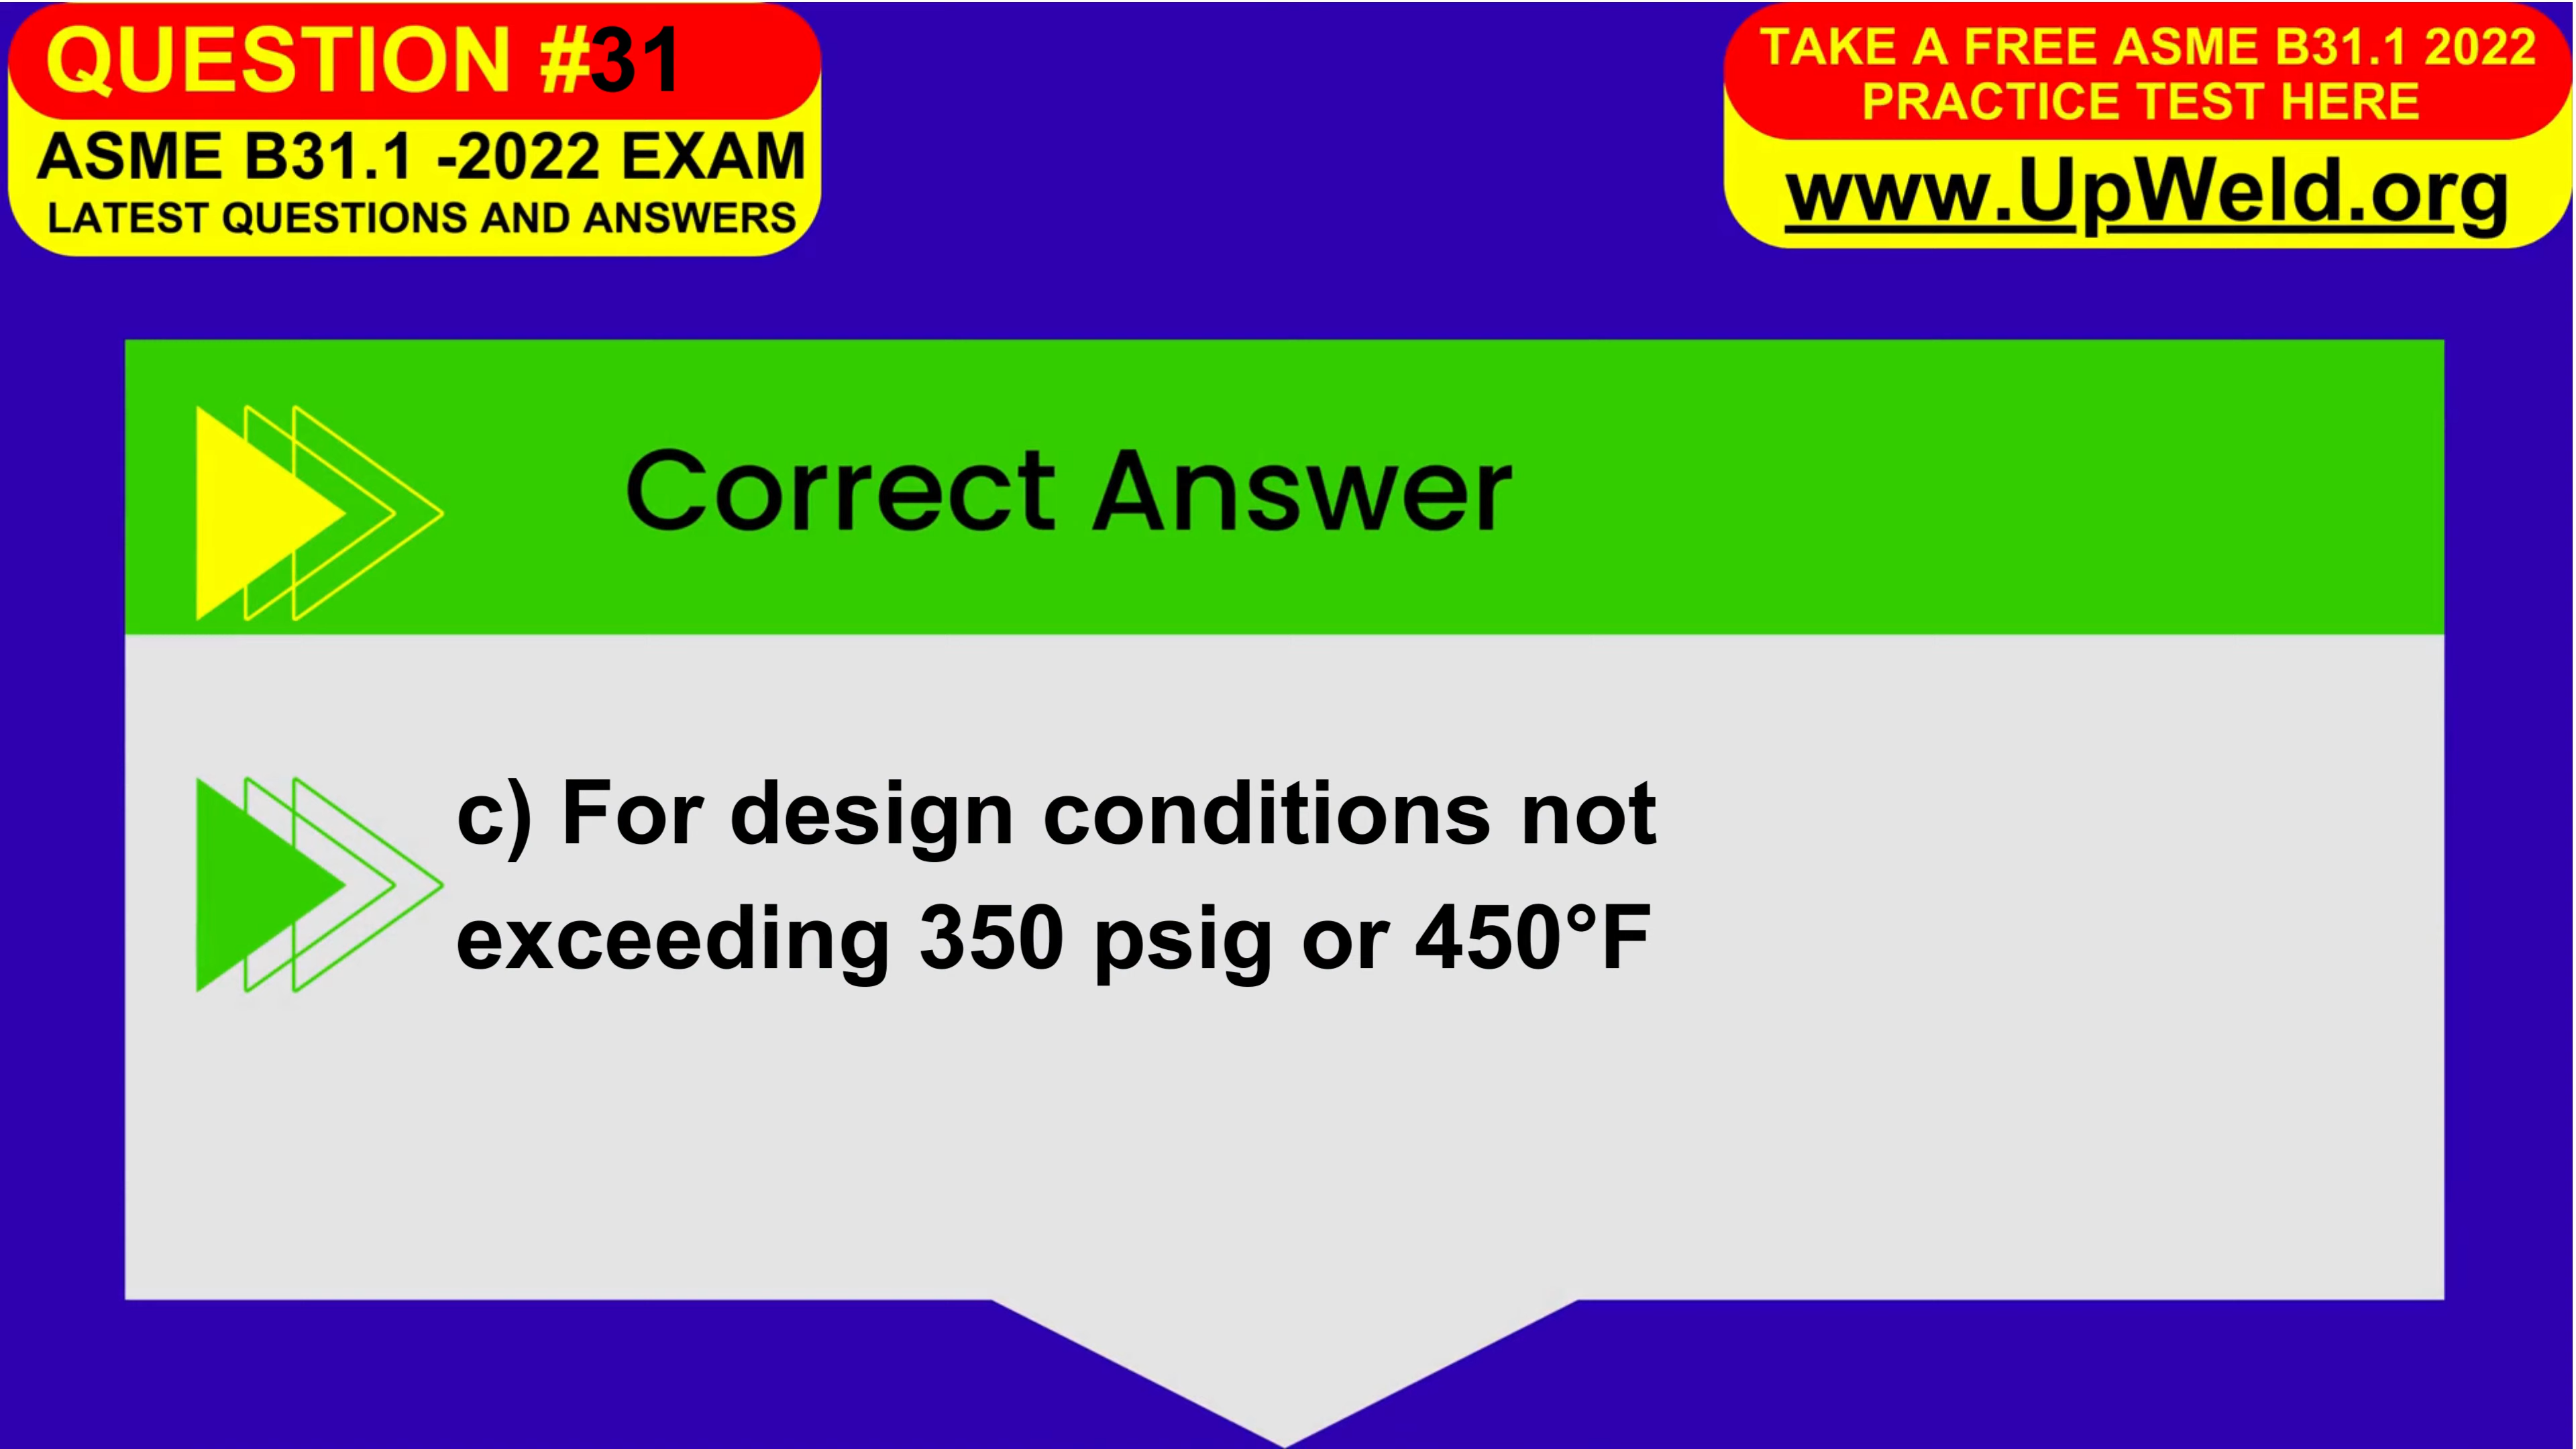 QUESTION #31
ASME B31.1 -2022 EXAM
LATEST QUESTIONS AND ANSWERS
TAKE A FREE ASME B31.1 2022
PRACTICE TEST HERE
www.UpWeld.org
Correct Answer
c) For design conditions not
exceeding 350 psig or 450°F